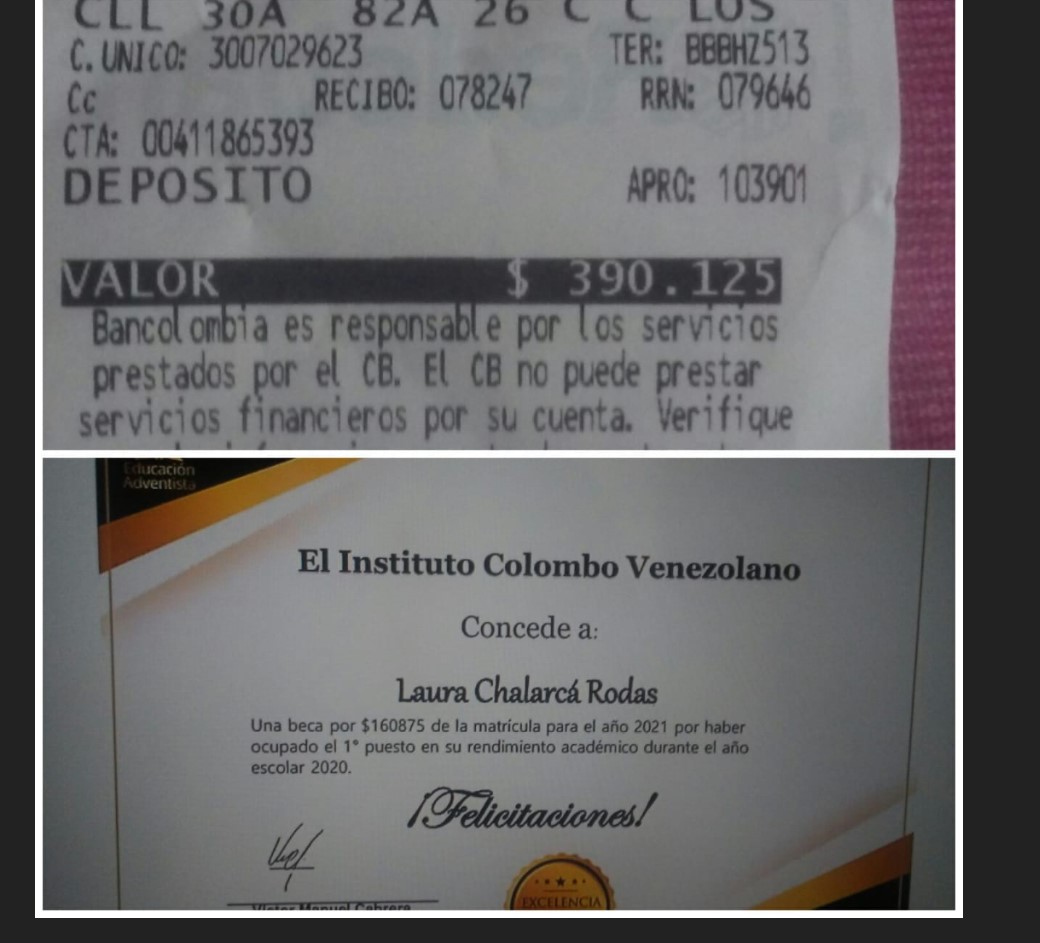 CLL 30A 82A 26 C C LOS
C. UNICO: 3007029623 TER: BBBHZ513
Cc RECIBO: 078247 RRN: 079646
CTA: 00411865393
DEPOSITO APRO: 103901
VALOR $ 390.125
Bancolombia es responsable por los servicios
prestados por el CB. El CB no puede prestar
servicios financieros por su cuenta. Verifique
Educación
Adventista
El Instituto Colombo Venezolano
Concede a:
Laura Chalarcá Rodas
Una beca por $160875 de la matrícula para el año 2021 por haber
ocupado el 1° puesto en su rendimiento académico durante el año
escolar 2020.
¡Felicitaciones!
Victor Manuel Cabrera
EXCELENCIA